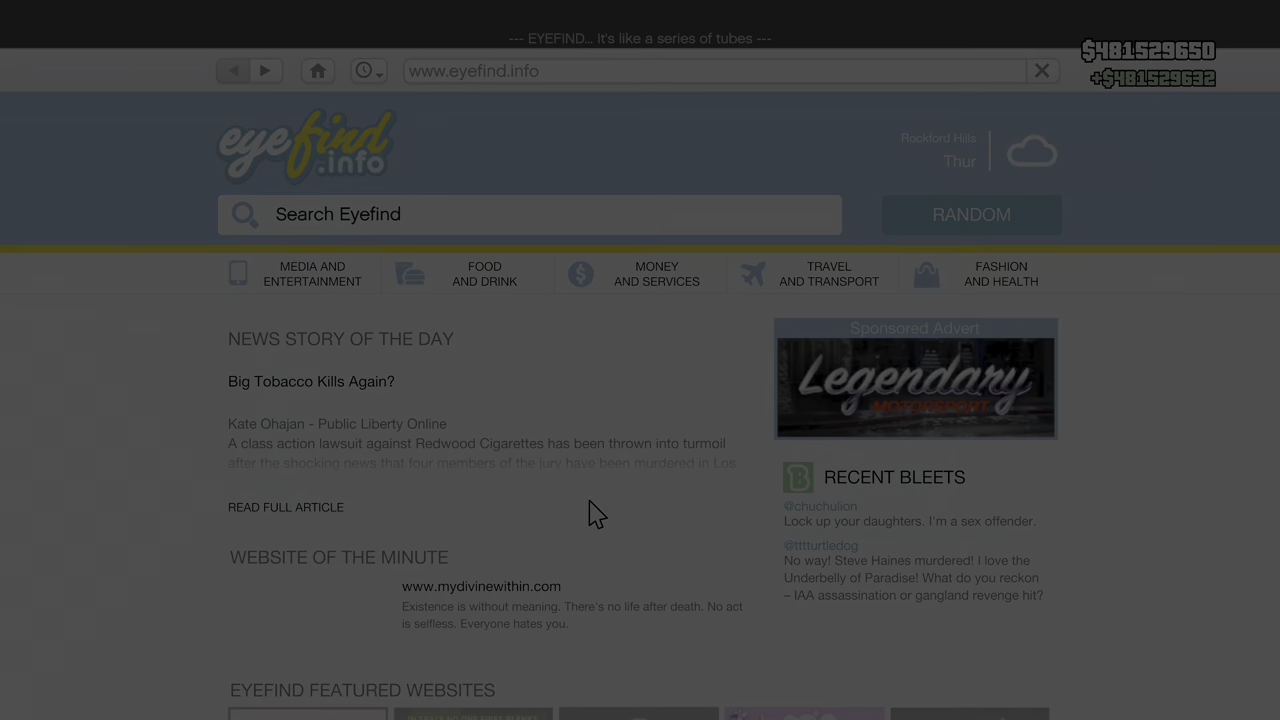 --- EYEFIND... It's like a series of tubes ---
$481529650
www.eyefind.info
+$481529632
eyefind
.info
Rockford Hills
Thur
Search Eyefind
RANDOM
MEDIA AND
ENTERTAINMENT
FOOD
AND DRINK
MONEY
AND SERVICES
TRAVEL
AND TRANSPORT
FASHION
AND HEALTH
NEWS STORY OF THE DAY
Big Tobacco Kills Again?
Kate Ohajan - Public Liberty Online
A class action lawsuit against Redwood Cigarettes has been thrown into turmoil
after the shocking news that four members of the jury have been murdered in Los
READ FULL ARTICLE
Sponsored Advert
Legendary
MOTORSPORT
RECENT BLEETS
@chuchulion
Lock up your daughters. I'm a sex offender.
@tttturtledog
No way! Steve Haines murdered! I love the
Underbelly of Paradise! What do you reckon
– IAA assassination or gangland revenge hit?
WEBSITE OF THE MINUTE
www.mydivinewithin.com
Existence is without meaning. There's no life after death. No act
is selfless. Everyone hates you.
EYEFIND FEATURED WEBSITES